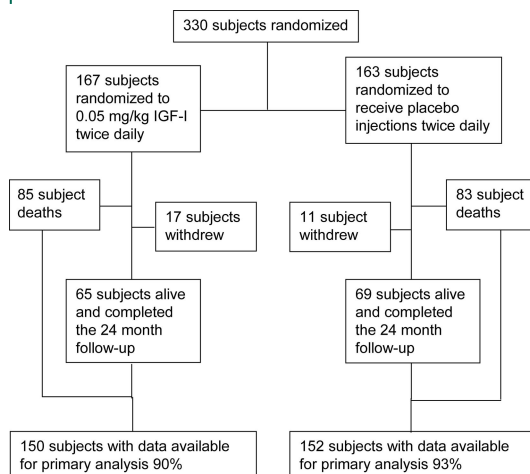 330 subjects randomized
167 subjects
randomized to
0.05 mg/kg IGF-I
twice daily
163 subjects
randomized to
receive placebo
injections twice daily
85 subject
deaths
17 subjects
withdrew
11 subject
withdrew
83 subject
deaths
65 subjects alive
and completed
the 24 month
follow-up
69 subjects alive
and completed
the 24 month
follow-up
150 subjects with data available
for primary analysis 90%
152 subjects with data available
for primary analysis 93%